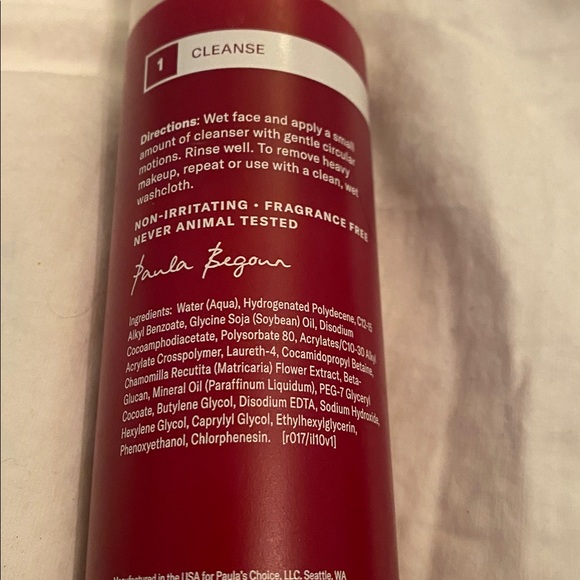 1 CLEANSE
Directions: Wet face and apply a small
amount of cleanser with gentle circular
motions. Rinse well. To remove heavy
makeup, repeat or use with a clean, wet
washcloth.
NON-IRRITATING • FRAGRANCE FREE
NEVER ANIMAL TESTED
Paula Begoun
Ingredients: Water (Aqua), Hydrogenated Polydecene, C12-15
Alkyl Benzoate, Glycine Soja (Soybean) Oil, Disodium
Cocoamphodiacetate, Polysorbate 80, Acrylates/C10-30 Alkyl
Acrylate Crosspolymer, Laureth-4, Cocamidopropyl Betaine,
Chamomilla Recutita (Matricaria) Flower Extract, Beta-
Glucan, Mineral Oil (Paraffinum Liquidum), PEG-7 Glyceryl
Cocoate, Butylene Glycol, Disodium EDTA, Sodium Hydroxide,
Hexylene Glycol, Caprylyl Glycol, Ethylhexylglycerin,
Phenoxyethanol, Chlorphenesin. [r017/il10v1]
Manufactured in the USA for Paula's Choice, LLC, Seattle, WA